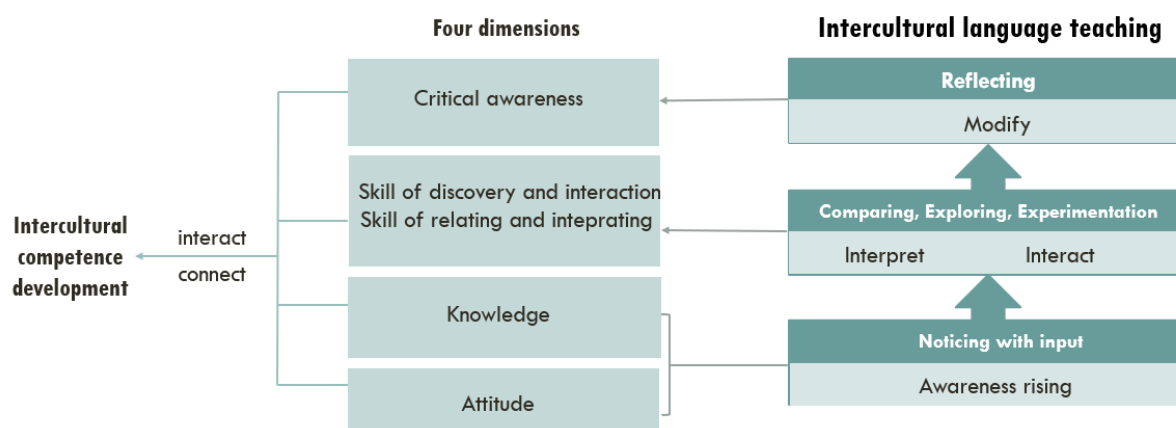 Four dimensions
Intercultural language teaching
Critical awareness
Reflecting
Modify
Skill of discovery and interaction
Skill of relating and inteprating
Comparing, Exploring, Experimentation
Interpret
Interact
Intercultural
competence
development
interact
connect
Knowledge
Noticing with input
Awareness rising
Attitude